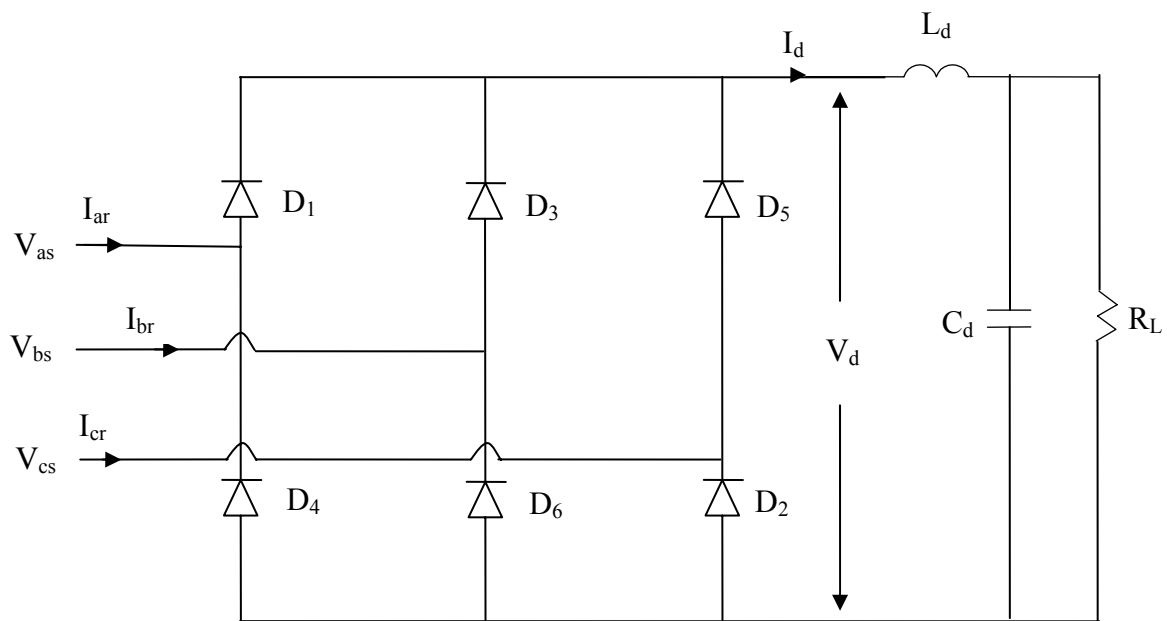 L_d
I_d
D_1
D_3
D_5
I_ar
V_as
I_br
V_bs
C_d
R_L
V_d
I_cr
V_cs
D_4
D_6
D_2